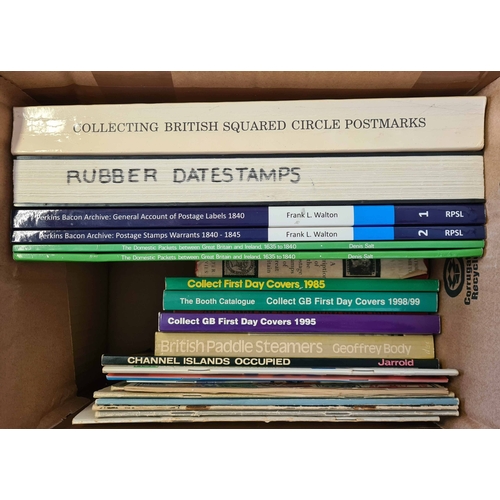 COLLECTING BRITISH SQUARED CIRCLE POSTMARKS
RUBBER DATESTAMPS
Perkins Bacon Archive: General Account of Postage Labels 1840 Frank L. Walton 1 RPSL
Perkins Bacon Archive: Postage Stamps Warrants 1840 - 1845 Frank L. Walton 2 RPSL
The Domestic Packets between Great Britain and Ireland, 1635 to 1840 Denis Salt
The Domestic Packets between Great Britain and Ireland, 1635 to 1840 Denis Salt
Collect First Day Covers 1985
The Booth Catalogue Collect GB First Day Covers 1998/99
Collect GB First Day Covers 1995
British Paddle Steamers Geoffrey Body
CHANNEL ISLANDS OCCUPIED Jarrold